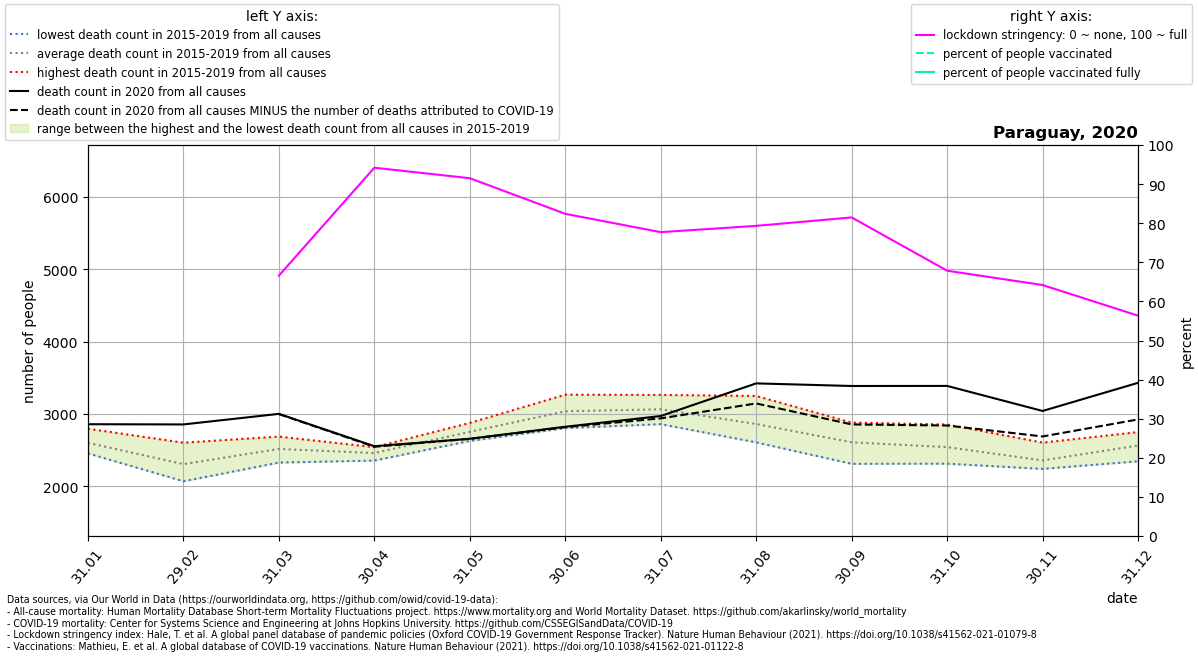 left Y axis:
lowest death count in 2015-2019 from all causes
average death count in 2015-2019 from all causes
highest death count in 2015-2019 from all causes
death count in 2020 from all causes
death count in 2020 from all causes MINUS the number of deaths attributed to COVID-19
range between the highest and the lowest death count from all causes in 2015-2019
right Y axis:
lockdown stringency: 0 ~ none, 100 ~ full
percent of people vaccinated
percent of people vaccinated fully
Paraguay, 2020
number of people
6000
5000
4000
3000
2000
100
90
80
70
60
50
40
30
20
10
0
percent
31.01
29.02
31.03
30.04
31.05
30.06
31.07
31.08
30.09
31.10
30.11
31.12
date
Data sources, via Our World in Data (https://ourworldindata.org, https://github.com/owid/covid-19-data):
- All-cause mortality: Human Mortality Database Short-term Mortality Fluctuations project. https://www.mortality.org and World Mortality Dataset. https://github.com/akarlinsky/world_mortality
- COVID-19 mortality: Center for Systems Science and Engineering at Johns Hopkins University. https://github.com/CSSEGISandData/COVID-19
- Lockdown stringency index: Hale, T. et al. A global panel database of pandemic policies (Oxford COVID-19 Government Response Tracker). Nature Human Behaviour (2021). https://doi.org/10.1038/s41562-021-01079-8
- Vaccinations: Mathieu, E. et al. A global database of COVID-19 vaccinations. Nature Human Behaviour (2021). https://doi.org/10.1038/s41562-021-01122-8